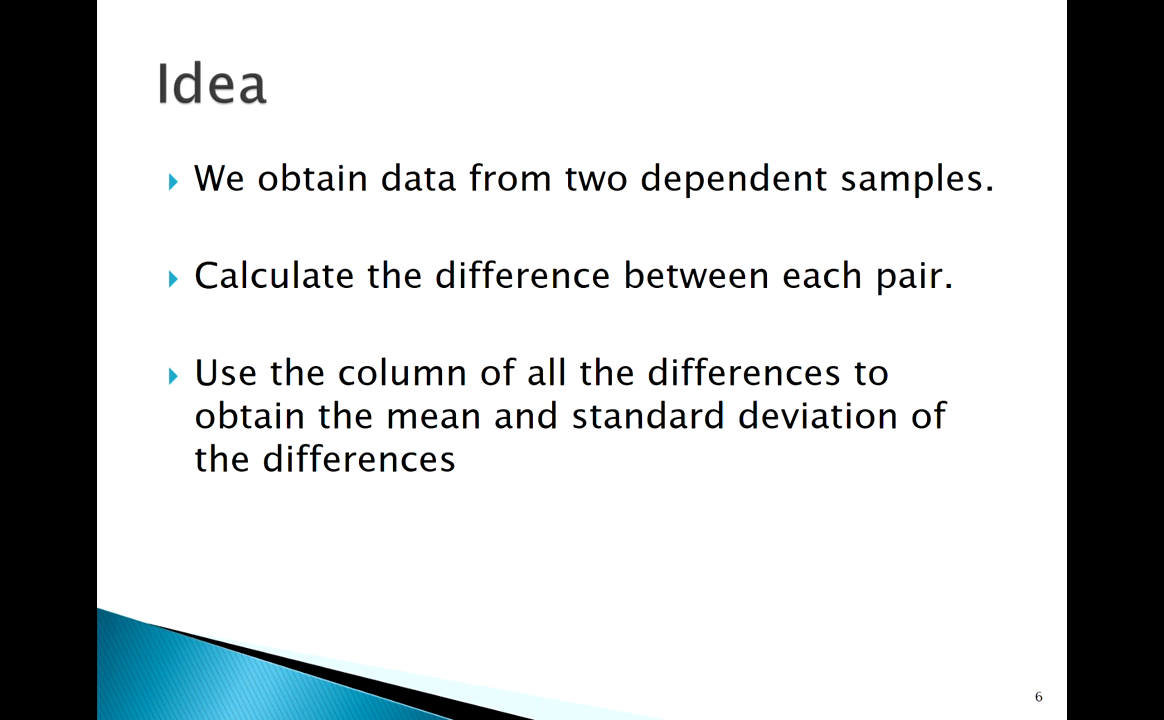 Idea
We obtain data from two dependent samples.
Calculate the difference between each pair.
Use the column of all the differences to
obtain the mean and standard deviation of
the differences
6